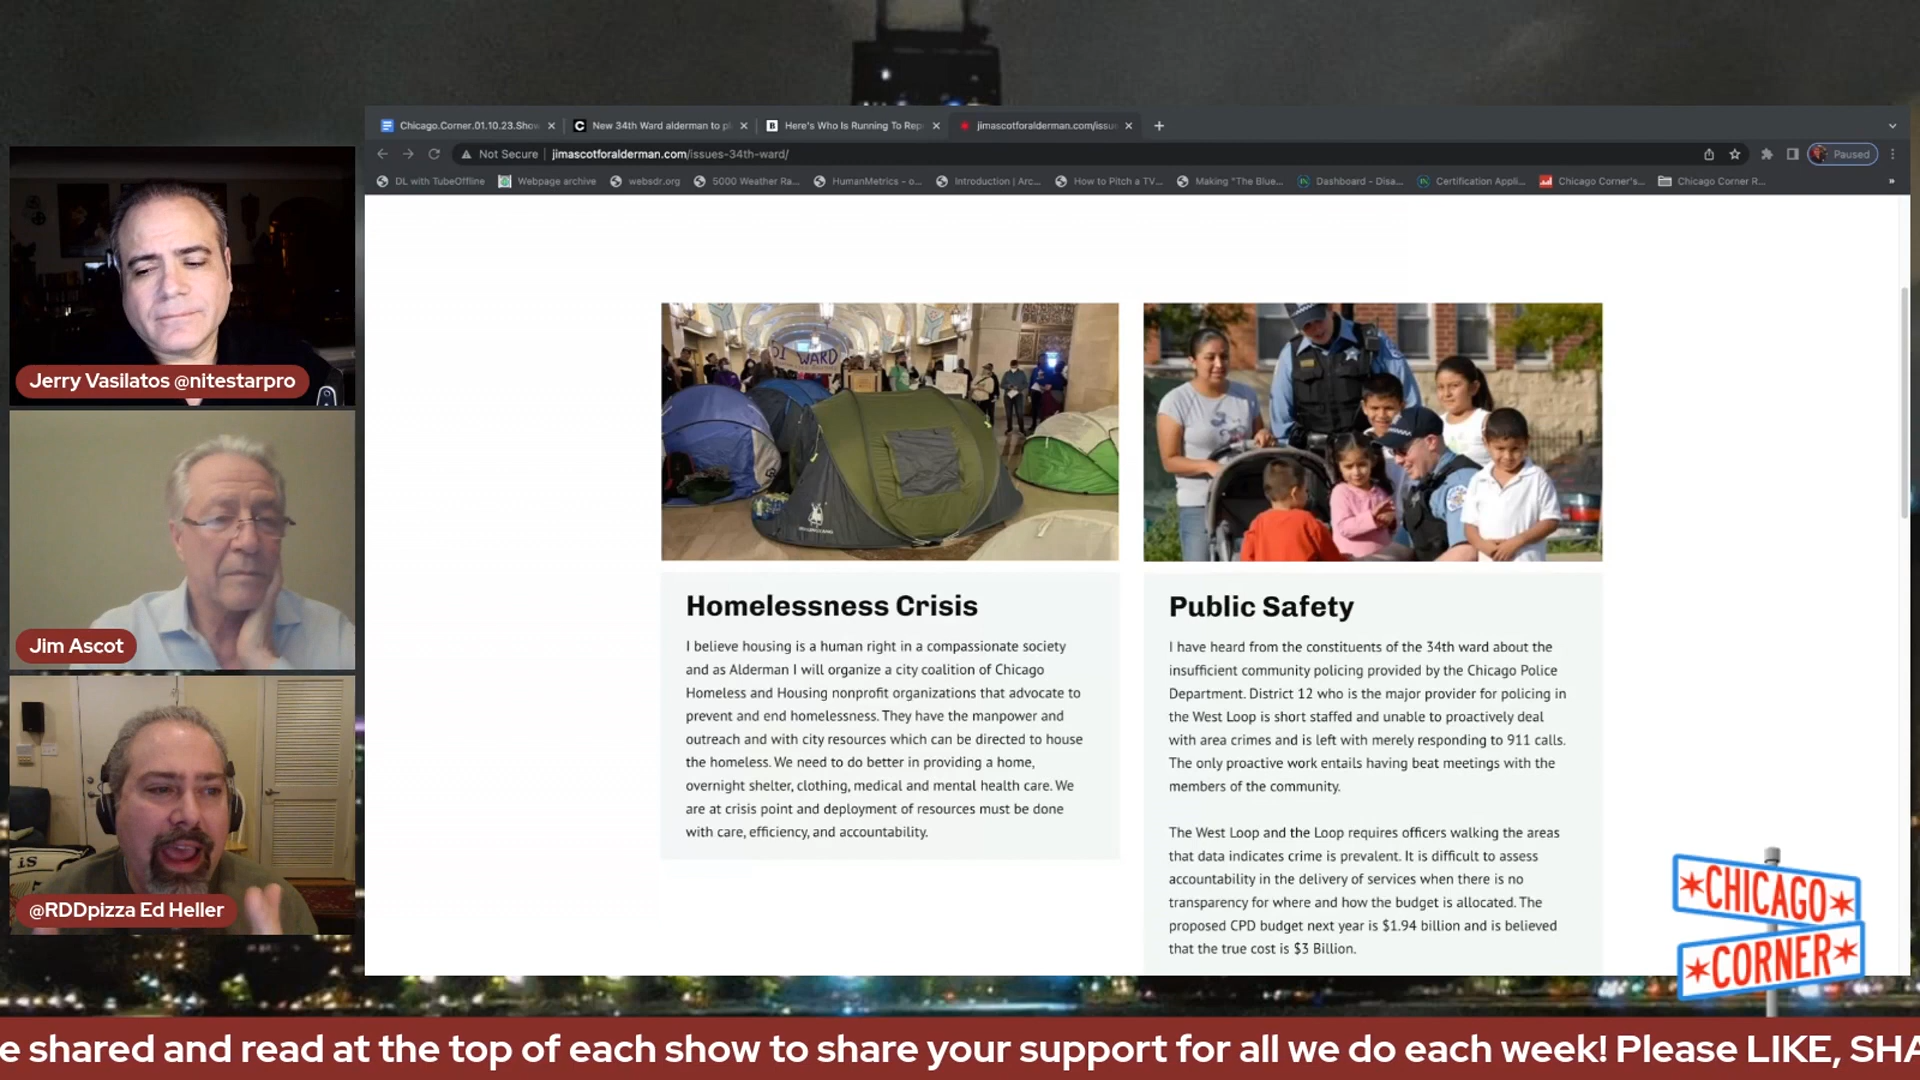 Chicago.Corner.01.10.23.Show
New 34th Ward alderman to pl
Here's Who Is Running To Rep
jimascotforalderman.com/issu
Not Secure
jimascotforalderman.com/issues-34th-ward/
Paused
DL with TubeOffline
Webpage archive
websdr.org
5000 Weather Ra...
HumanMetrics - o...
Introduction | Arc...
How to Pitch a TV...
Making "The Blue...
Dashboard - Disa...
Certification Appli...
Chicago Corner's...
Chicago Corner R...
Jerry Vasilatos @nitestarpro
Jim Ascot
iS
@RDDpizza Ed Heller
WARD
Homelessness Crisis
I believe housing is a human right in a compassionate society
and as Alderman I will organize a city coalition of Chicago
Homeless and Housing nonprofit organizations that advocate to
prevent and end homelessness. They have the manpower and
outreach and with city resources which can be directed to house
the homeless. We need to do better in providing a home,
overnight shelter, clothing, medical and mental health care. We
are at crisis point and deployment of resources must be done
with care, efficiency, and accountability.
Public Safety
I have heard from the constituents of the 34th ward about the
insufficient community policing provided by the Chicago Police
Department. District 12 who is the major provider for policing in
the West Loop is short staffed and unable to proactively deal
with area crimes and is left with merely responding to 911 calls.
The only proactive work entails having beat meetings with the
members of the community.
The West Loop and the Loop requires officers walking the areas
that data indicates crime is prevalent. It is difficult to assess
accountability in the delivery of services when there is no
transparency for where and how the budget is allocated. The
proposed CPD budget next year is $1.94 billion and is believed
that the true cost is $3 Billion.
CHICAGO
CORNER
e shared and read at the top of each show to share your support for all we do each week! Please LIKE, SHA